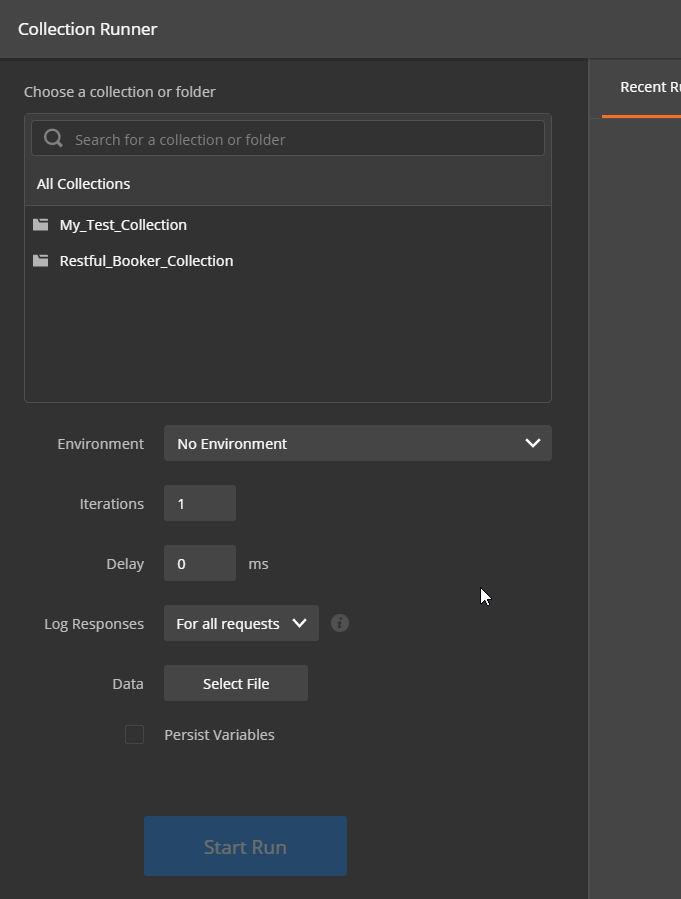 Collection Runner
Choose a collection or folder
Recent
Search for a collection or folder
All Collections
My_Test_Collection
Restful_Booker_Collection
Environment No Environment
Iterations 1
Delay 0 ms
Log Responses For all requests
Data Select File
Persist Variables
Start Run